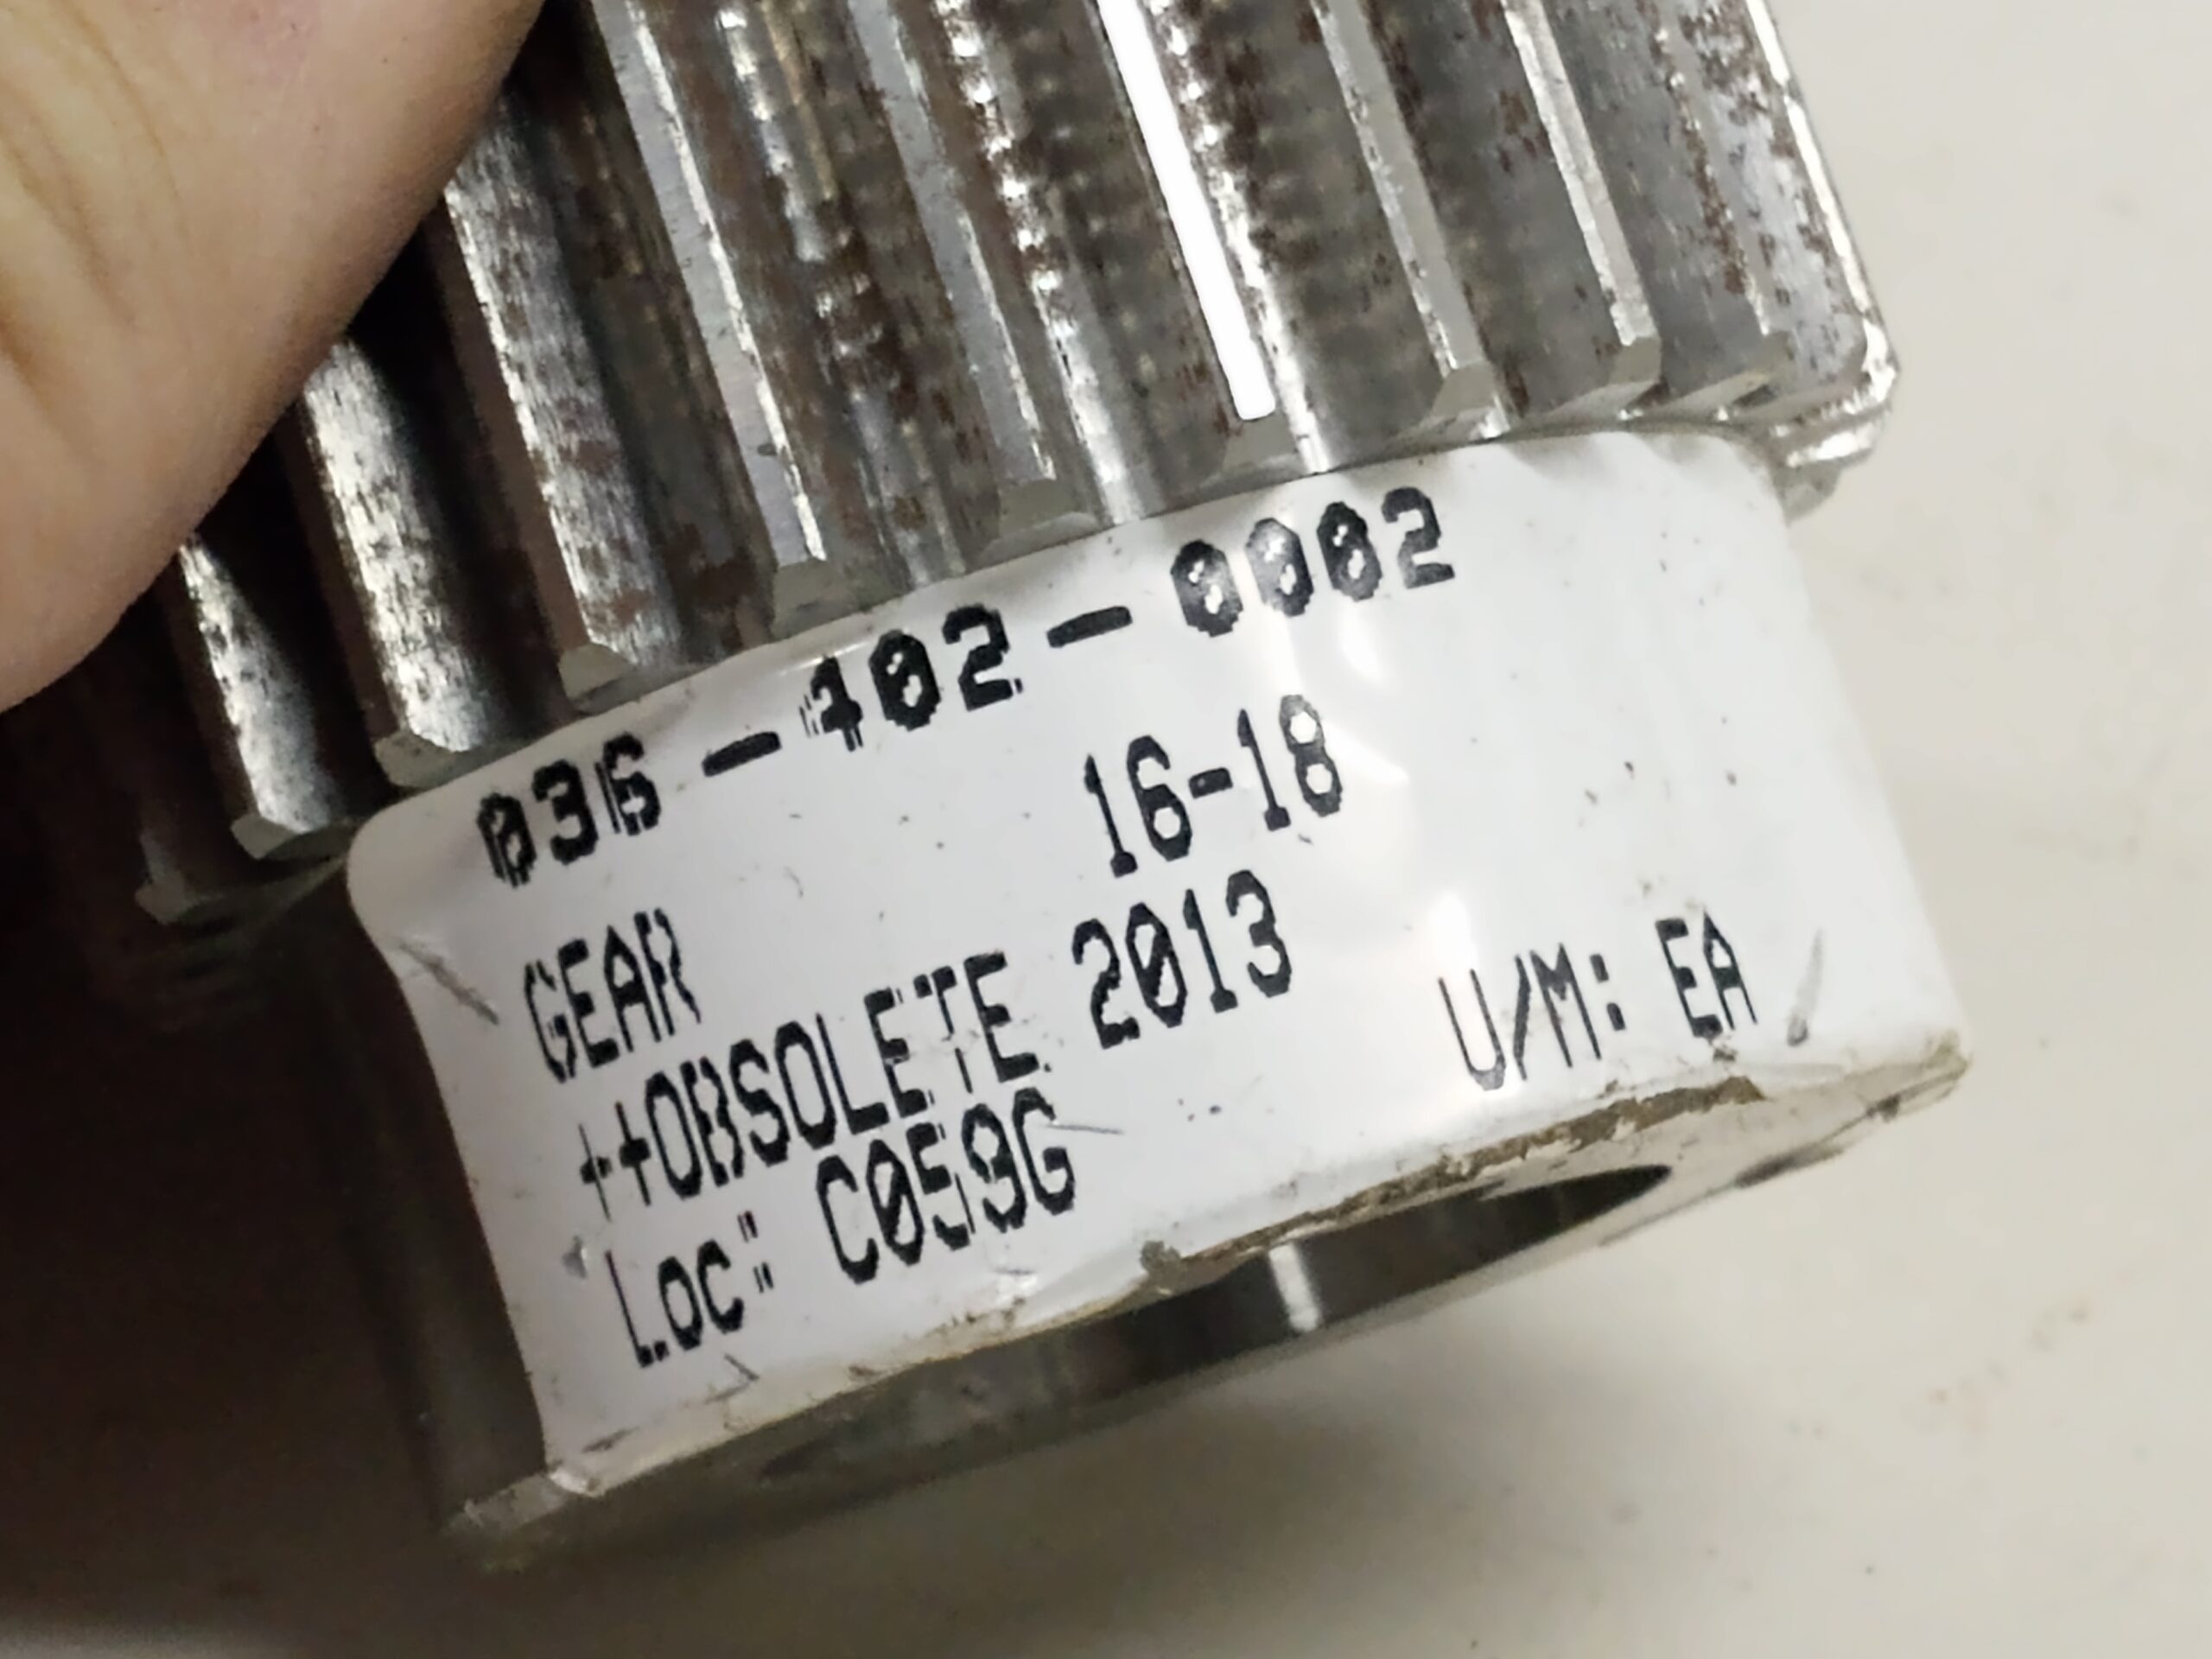 036-402-0002
16-18
GEAR
++OBSOLETE 2013
Loc: C059G U/M: EA